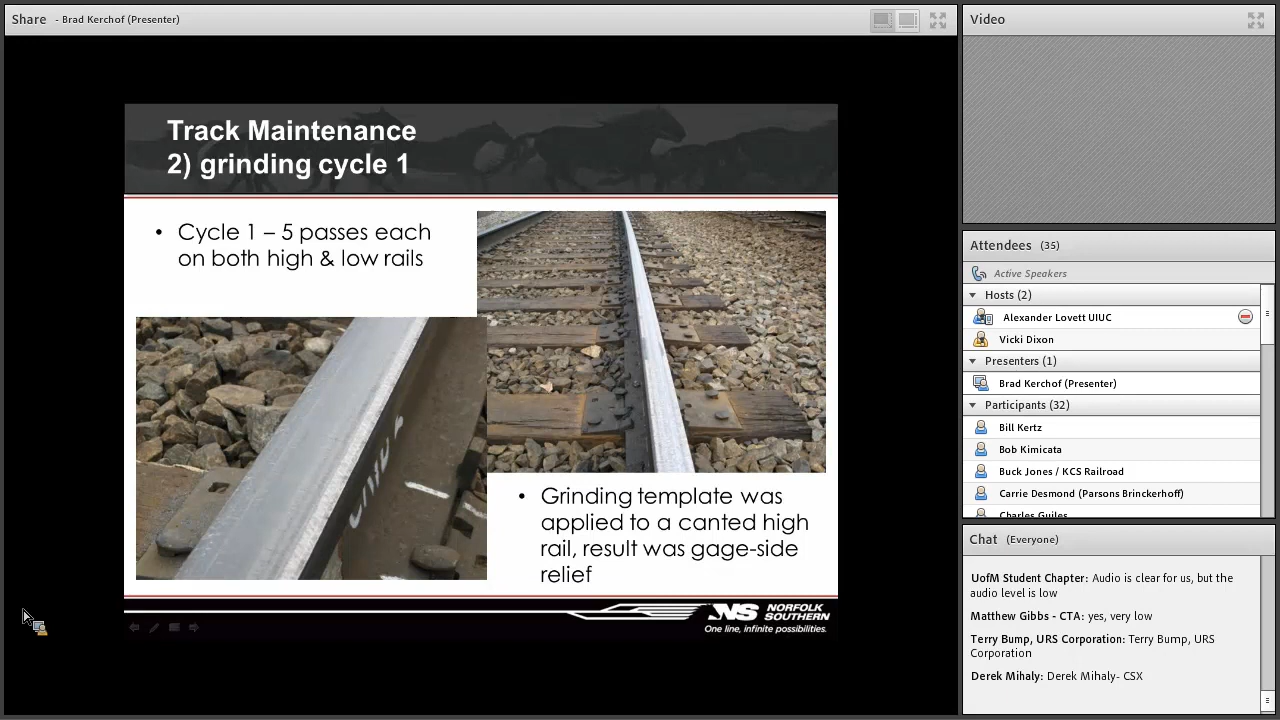 Share - Brad Kerchof (Presenter)
Track Maintenance
2) grinding cycle 1
• Cycle 1 – 5 passes each
on both high & low rails
• Grinding template was
applied to a canted high
rail, result was gage-side
relief
NS NORFOLK
SOUTHERN
One line, infinite possibilities.
Video
Attendees (35)
Active Speakers
Hosts (2)
Alexander Lovett UIUC
Vicki Dixon
Presenters (1)
Brad Kerchof (Presenter)
Participants (32)
Bill Kertz
Bob Kimicata
Buck Jones / KCS Railroad
Carrie Desmond (Parsons Brinckerhoff)
Charles Guiles
Chat (Everyone)
UofM Student Chapter: Audio is clear for us, but the
audio level is low
Matthew Gibbs - CTA: yes, very low
Terry Bump, URS Corporation: Terry Bump, URS
Corporation
Derek Mihaly: Derek Mihaly- CSX